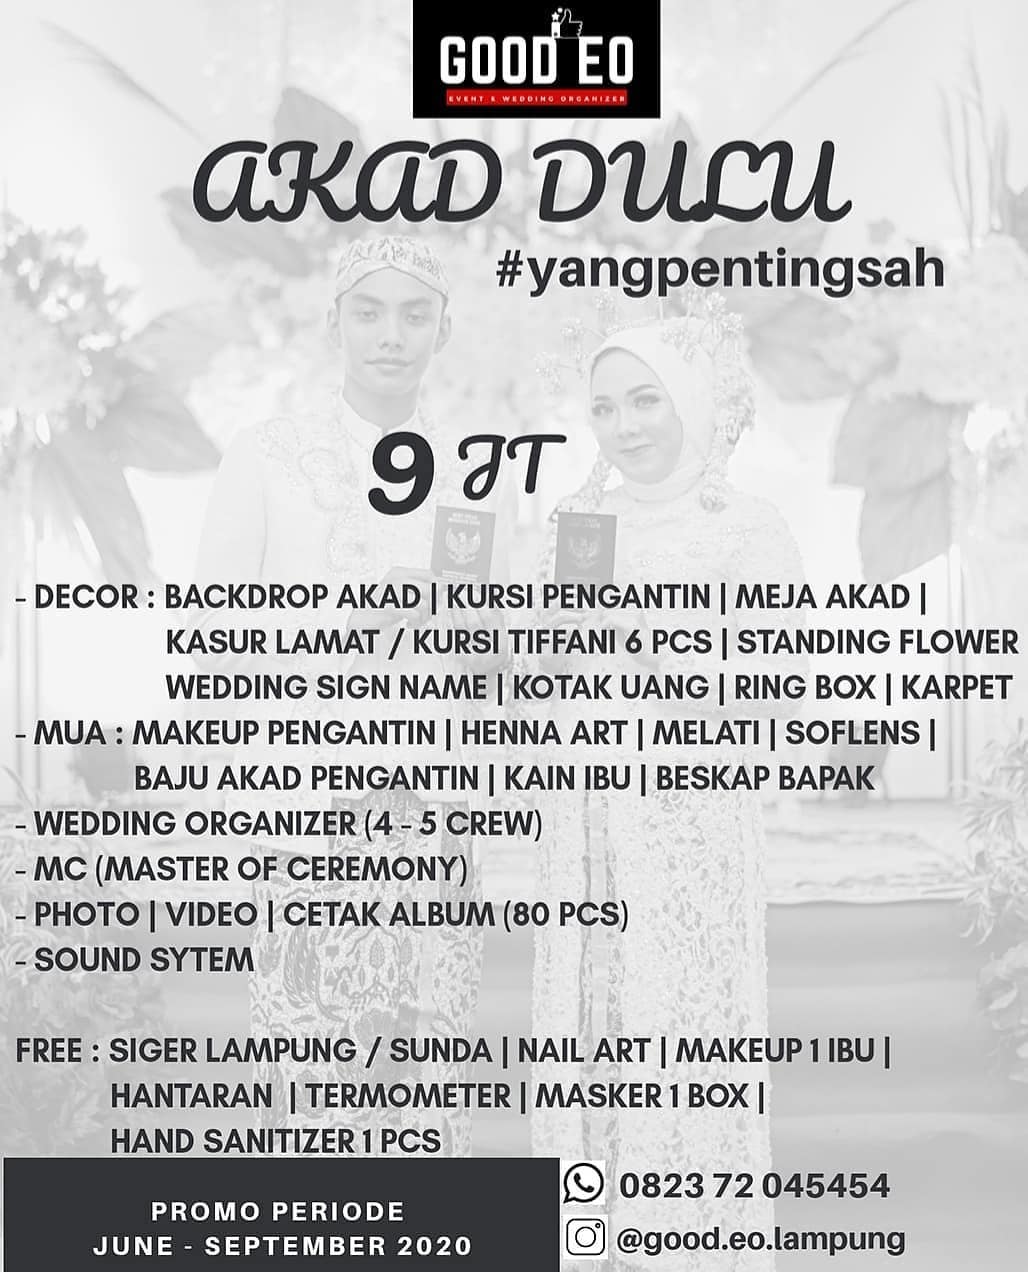 GOOD EO
EVENT & WEDDING ORGANIZER
AKAD DULU
#yangpentingsah
9 JT
- DECOR : BACKDROP AKAD | KURSI PENGANTIN | MEJA AKAD |
KASUR LAMAT / KURSI TIFFANI 6 PCS | STANDING FLOWER
WEDDING SIGN NAME | KOTAK UANG | RING BOX | KARPET
- MUA : MAKEUP PENGANTIN | HENNA ART | MELATI | SOFLENS |
BAJU AKAD PENGANTIN | KAIN IBU | BESKAP BAPAK
- WEDDING ORGANIZER (4 - 5 CREW)
- MC (MASTER OF CEREMONY)
- PHOTO | VIDEO | CETAK ALBUM (80 PCS)
- SOUND SYTEM
FREE : SIGER LAMPUNG / SUNDA | NAIL ART | MAKEUP 1 IBU |
HANTARAN | TERMOMETER | MASKER 1 BOX |
HAND SANITIZER 1 PCS
PROMO PERIODE
JUNE - SEPTEMBER 2020
0823 72 045454
@good.eo.lampung